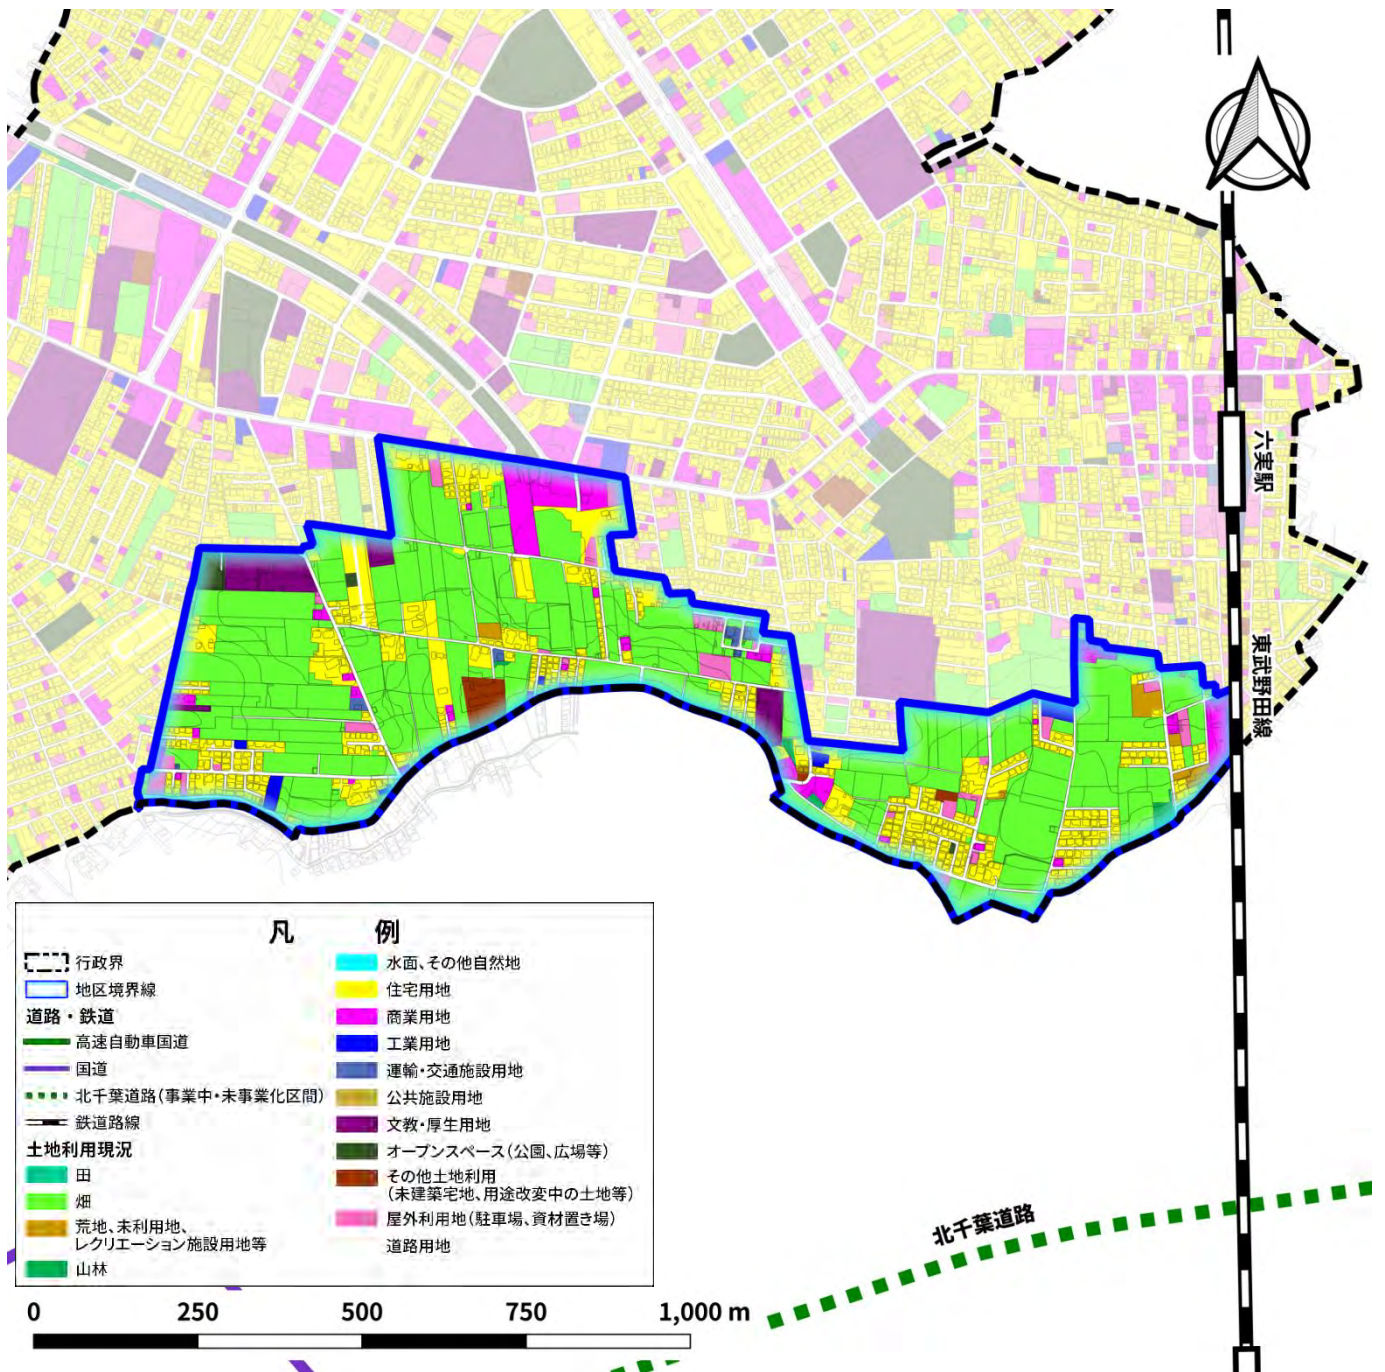 六実駅
東武野田線
凡例
行政界
地区境界線
道路・鉄道
高速自動車国道
国道
北千葉道路(事業中・未事業化区間)
鉄道路線
土地利用現況
田
畑
荒地、未利用地、
レクリエーション施設用地等
山林
水面、その他自然地
住宅用地
商業用地
工業用地
運輸・交通施設用地
公共施設用地
文教・厚生用地
オープンスペース(公園、広場等)
その他土地利用
(未建築宅地、用途改変中の土地等)
屋外利用地(駐車場、資材置き場)
道路用地
北千葉道路
0 250 500 750 1,000 m